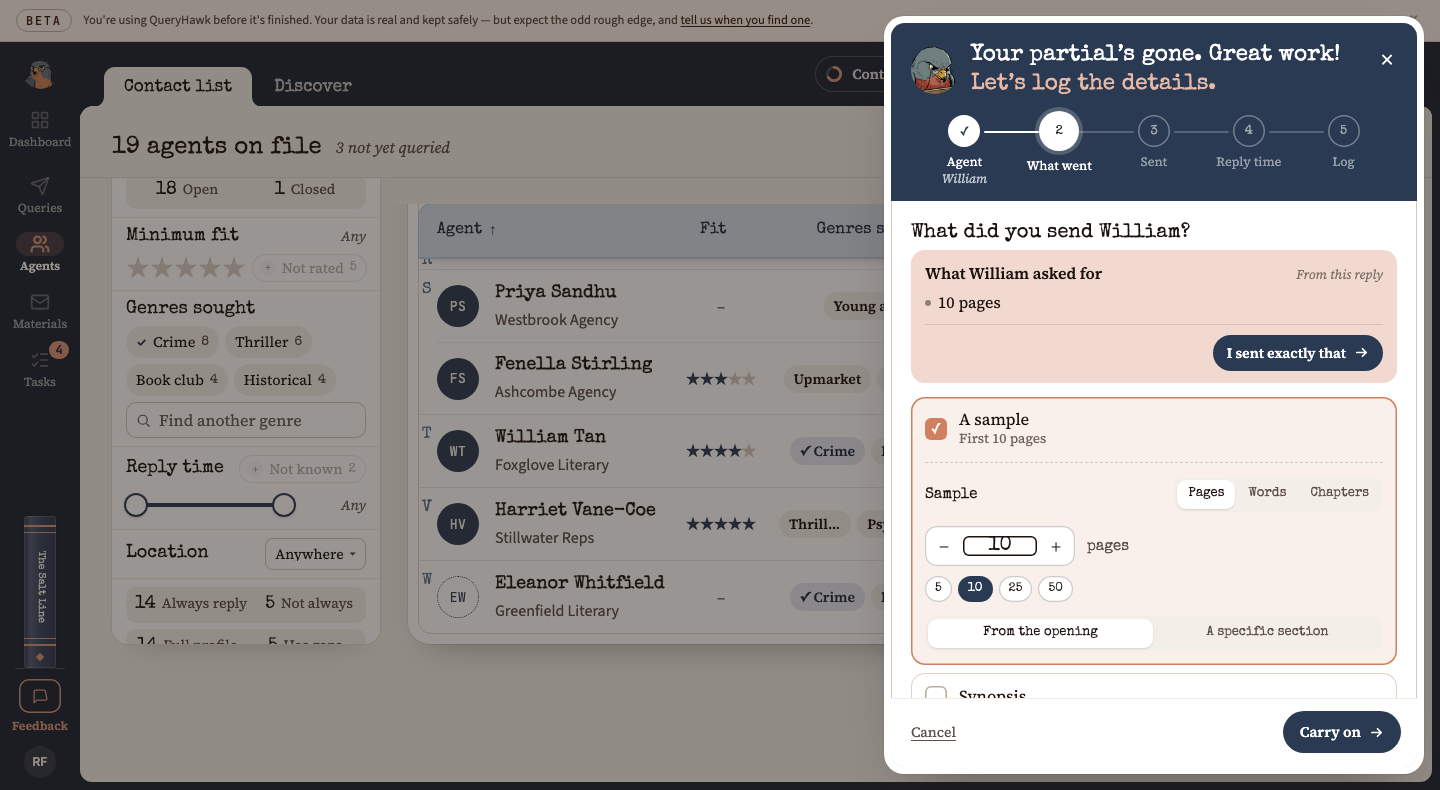 BETA
You're using QueryHawk before it's finished. Your data is real and kept safely — but expect the odd rough edge, and tell us when you find one.
Contact list
Discover
Cont
Dashboard
Queries
Agents
Materials
4
Tasks
The Salt Line
Feedback
RF
19 agents on file 3 not yet queried
18 Open 1 Closed
Minimum fit Any
★★★★★ + Not rated 5
Genres sought
✓ Crime 8 Thriller 6
Book club 4 Historical 4
Find another genre
Reply time + Not known 2
Any
Location Anywhere
14 Always reply 5 Not always
Agent ↑ Fit Genres s
S
PS Priya Sandhu – Young a
Westbrook Agency
FS Fenella Stirling ★★★★★ Upmarket
Ashcombe Agency
T
WT William Tan ★★★★★ ✓ Crime
Foxglove Literary
V
HV Harriet Vane-Coe ★★★★★ Thrill... Ps
Stillwater Reps
W
EW Eleanor Whitfield – ✓ Crime
Greenfield Literary
Your partial's gone. Great work!
Let's log the details.
✓ 2 3 4 5
Agent What went Sent Reply time Log
William
What did you send William?
What William asked for From this reply
• 10 pages
I sent exactly that →
✓ A sample
First 10 pages
Sample Pages Words Chapters
− 10 + pages
5 10 25 50
From the opening A specific section
Synopsis
Cancel Carry on →